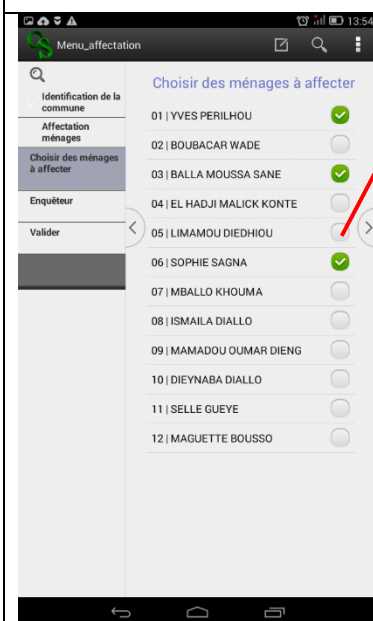 13:54
Menu_affectation
Identification de la
commune
Affectation
ménages
Choisir des ménages
à affecter
Enquêteur
Valider
Choisir des ménages à affecter
01 | YVES PERILHOU
02 | BOUBACAR WADE
03 | BALLA MOUSSA SANE
04 | EL HADJI MALICK KONTE
05 | LIMAMOU DIEDHIOU
06 | SOPHIE SAGNA
07 | MBALLO KHOUMA
08 | ISMAILA DIALLO
09 | MAMADOU OUMAR DIENG
10 | DIEYNABA DIALLO
11 | SELLE GUEYE
12 | MAGUETTE BOUSSO